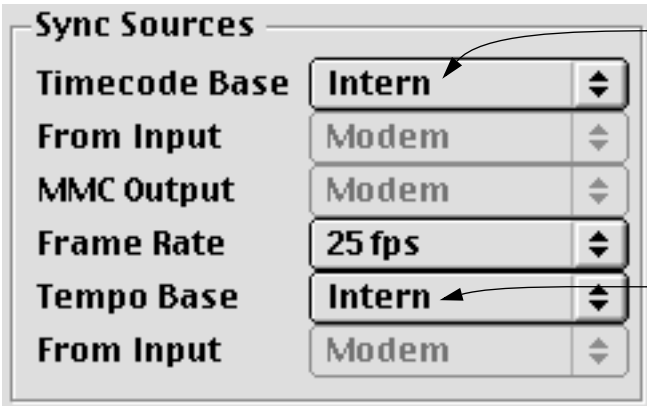 Sync Sources
Timecode Base Intern
From Input Modem
MMC Output Modem
Frame Rate 25 fps
Tempo Base Intern
From Input Modem